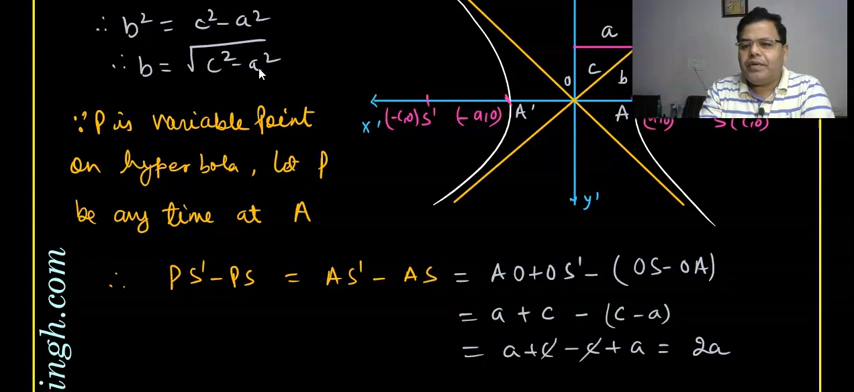 ∴ b² = c² - a²
∴ b = √c² - a²
∵ P is variable Point
on hyperbola, Let P
be any time at A
∴ PS' - PS = AS' - AS = AO + OS' - (OS - OA)
= a + c - (c - a)
= a + c - c + a = 2a
a
c b
O
x' (-c,0) S' (-a,0) A' A S (c,0)
y'
ingh.com